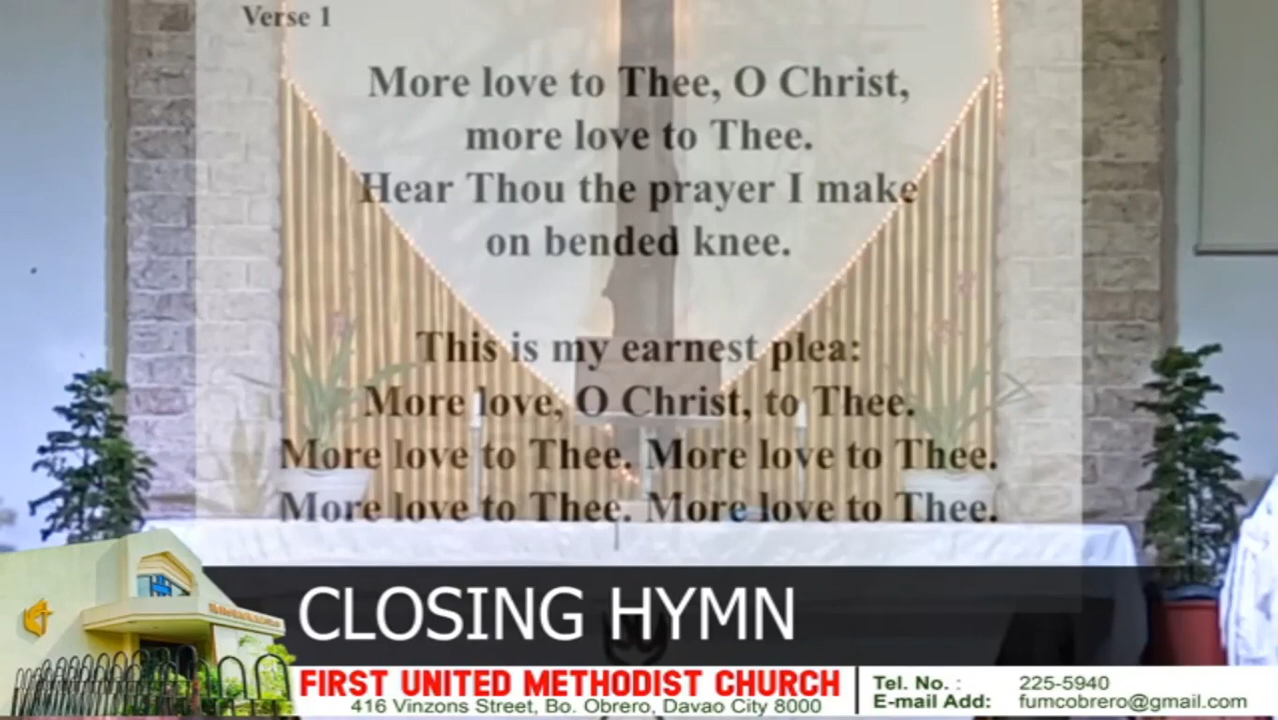 Verse 1
More love to Thee, O Christ,
more love to Thee.
Hear Thou the prayer I make
on bended knee.
This is my earnest plea:
More love, O Christ, to Thee.
More love to Thee. More love to Thee.
More love to Thee. More love to Thee.
CLOSING HYMN
FIRST UNITED METHODIST CHURCH
416 Vinzons Street, Bo. Obrero, Davao City 8000
Tel. No. : 225-5940
E-mail Add: fumcobrero@gmail.com